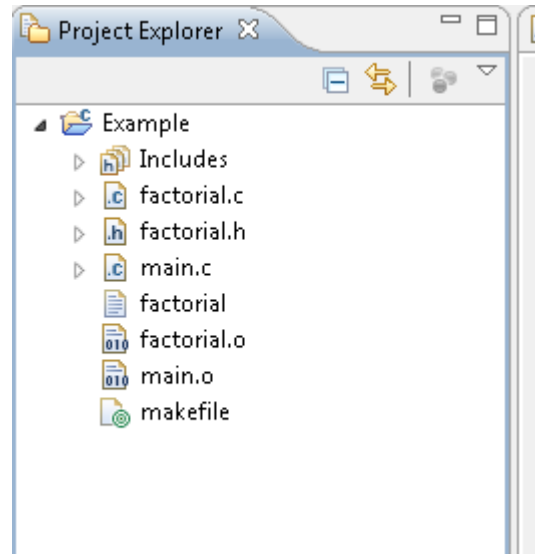 Project Explorer
Example
Includes
factorial.c
factorial.h
main.c
factorial
factorial.o
main.o
makefile